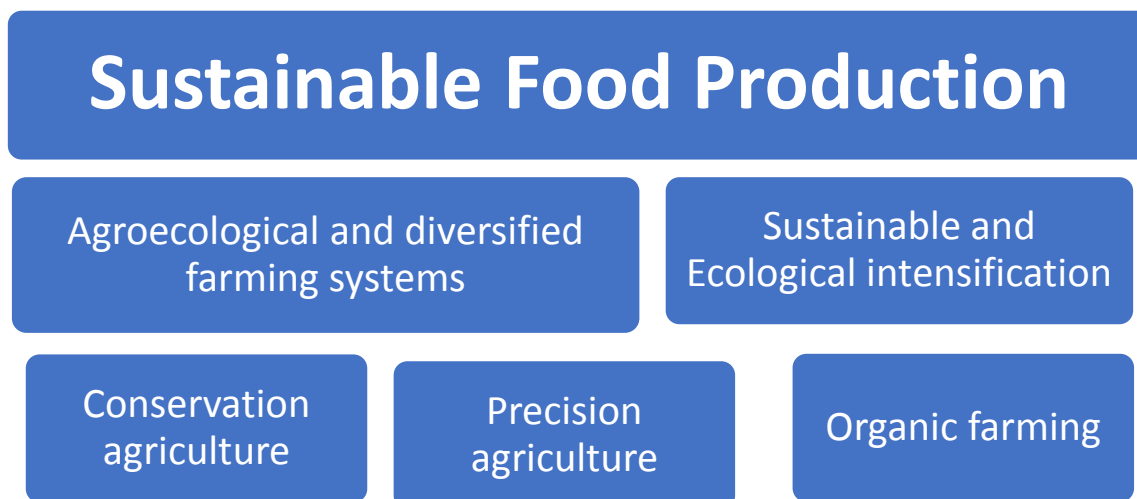 Sustainable Food Production
Agroecological and diversified
farming systems
Sustainable and
Ecological intensification
Conservation
agriculture
Precision
agriculture
Organic farming